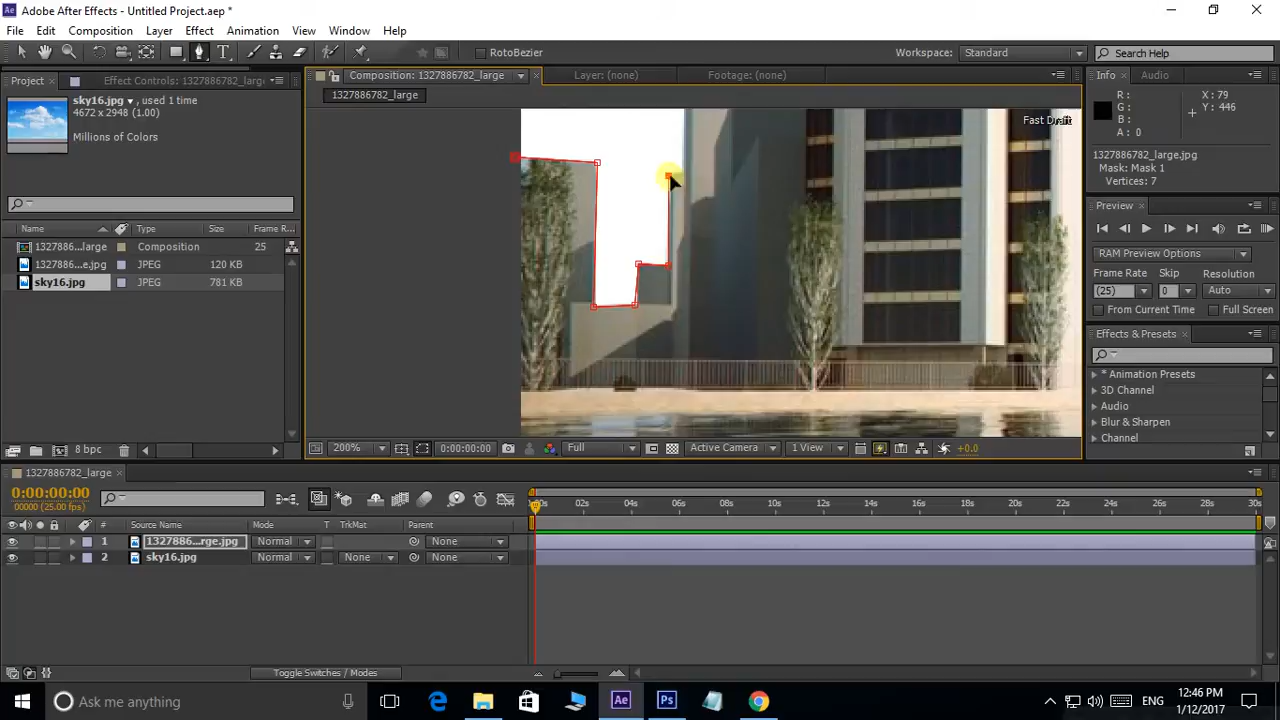 Adobe After Effects - Untitled Project.aep *
File Edit Composition Layer Effect Animation View Window Help
RotoBezier
Workspace: Standard
Search Help
Project
Effect Controls: 1327886782_larg
sky16.jpg , used 1 time
4672 x 2948 (1.00)
Millions of Colors
Name Type Size Frame R...
1327886...large Composition 25
1327886...e.jpg JPEG 120 KB
sky16.jpg JPEG 781 KB
8 bpc
Composition: 1327886782_large
Layer: (none)
Footage: (none)
1327886782_large
Fast Draft
200% 0:00:00:00 Full Active Camera 1 View +0.0
Info Audio
R : X : 79
G : Y : 446
B :
A : 0
1327886782_large.jpg
Mask: Mask 1
Vertices: 7
Preview
RAM Preview Options
Frame Rate Skip Resolution
(25) 0 Auto
From Current Time Full Screen
Effects & Presets
* Animation Presets
3D Channel
Audio
Blur & Sharpen
Channel
1327886782_large
0:00:00:00
00000 (25.00 fps)
# Source Name Mode T TrkMat Parent
1 1327886...rge.jpg Normal None
2 sky16.jpg Normal None None
02s 04s 06s 08s 10s 12s 14s 16s 18s 20s 22s 24s 26s 28s 30s
Toggle Switches / Modes
Ask me anything
Ae
Ps
ENG
12:46 PM
1/12/2017